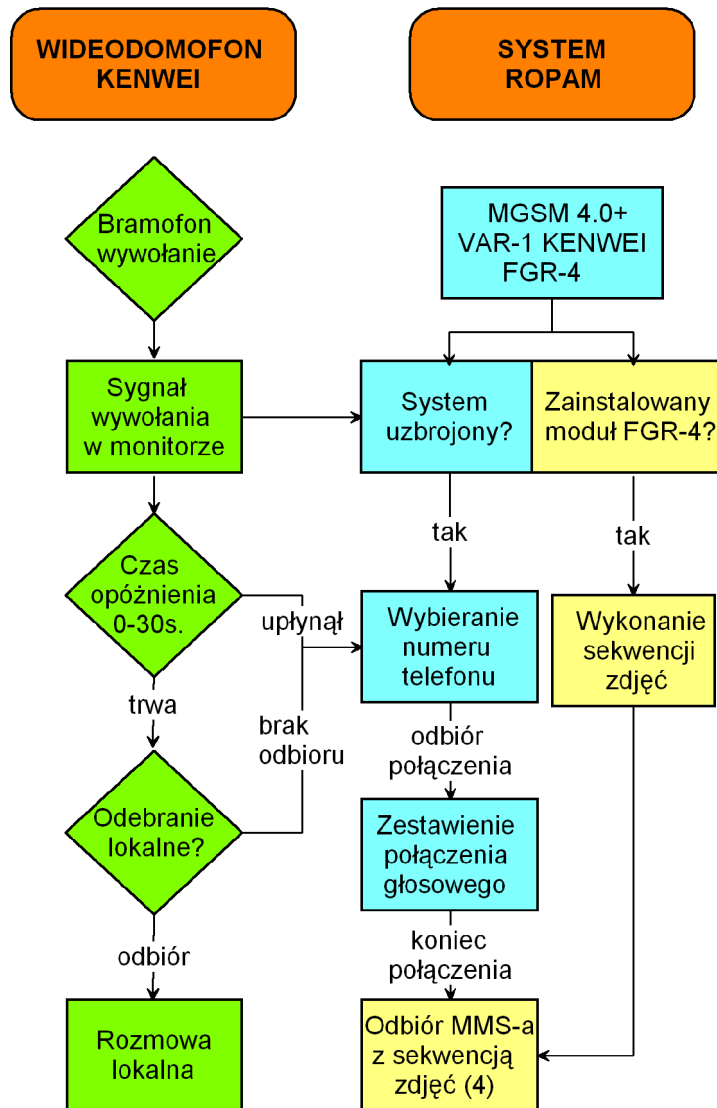 WIDEODOMOFON
KENWEI
SYSTEM
ROPAM
Bramofon
wywołanie
MGSM 4.0+
VAR-1 KENWEI
FGR-4
Sygnał
wywołania
w monitorze
System
uzbrojony?
Zainstalowany
moduł FGR-4?
tak
tak
Czas
opóźnienia
0-30s.
upłynął
Wybieranie
numeru
telefonu
Wykonanie
sekwencji
zdjęć
trwa
brak
odbioru
odbiór
połączenia
Odebranie
lokalne?
Zestawienie
połączenia
głosowego
odbiór
koniec
połączenia
Rozmowa
lokalna
Odbiór MMS-a
z sekwencją
zdjęć (4)